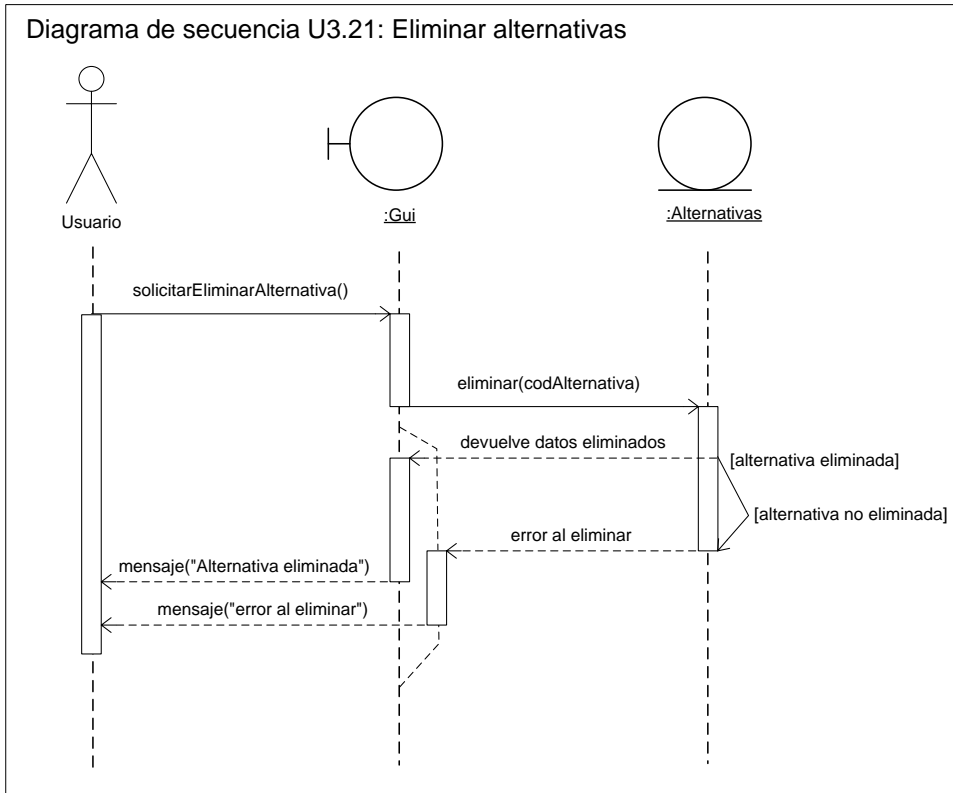 Diagrama de secuencia U3.21: Eliminar alternativas
Usuario
:Gui
:Alternativas
solicitarEliminarAlternativa()
eliminar(codAlternativa)
devuelve datos eliminados
[alternativa eliminada]
[alternativa no eliminada]
error al eliminar
mensaje("Alternativa eliminada")
mensaje("error al eliminar")